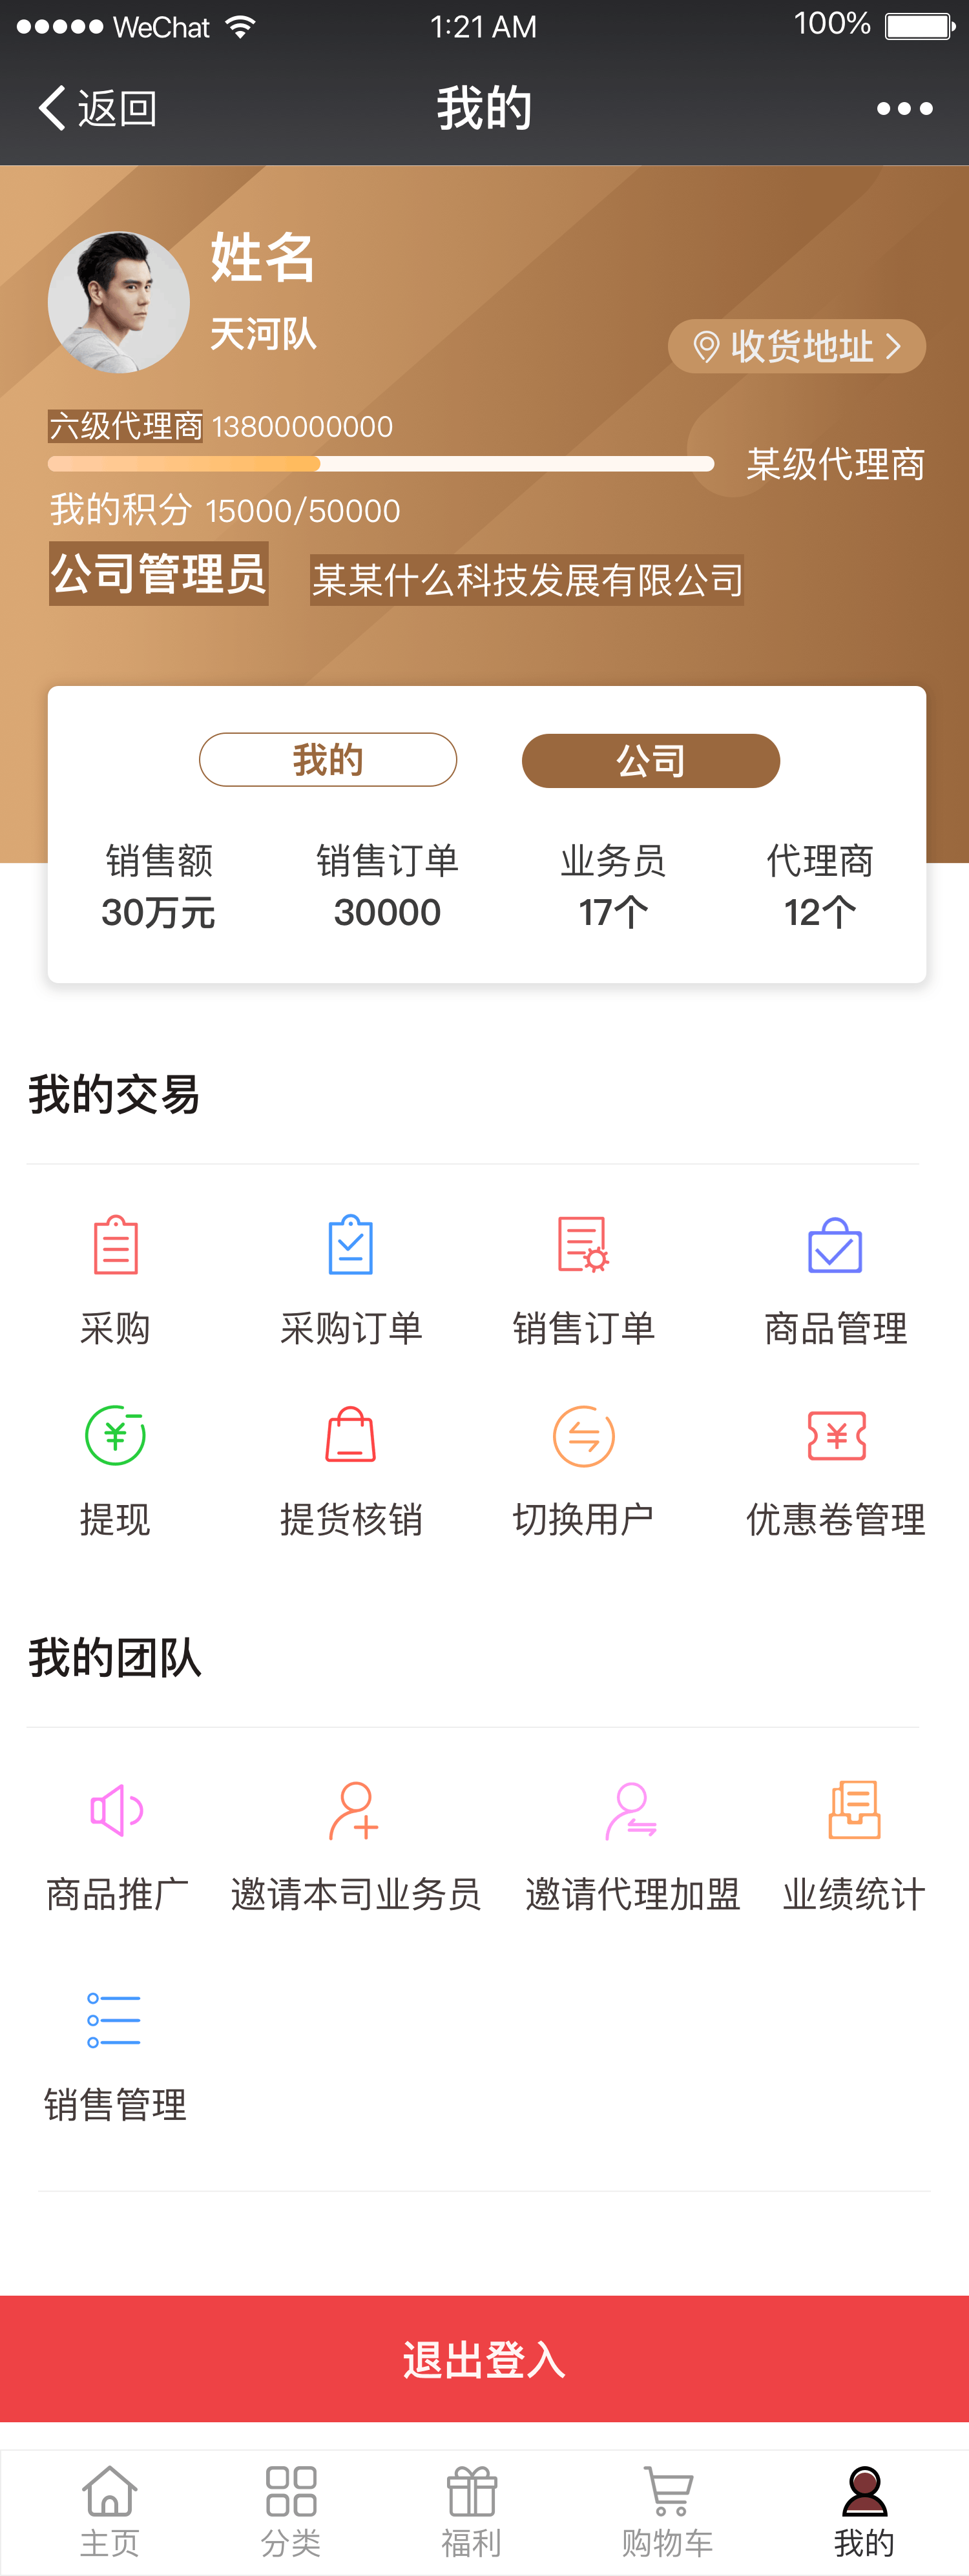 WeChat 1:21 AM 100%
返回 我的
姓名
天河队
收货地址
六级代理商 13800000000
某级代理商
我的积分 15000/50000
公司管理员 某某什么科技发展有限公司
我的 公司
销售额 销售订单 业务员 代理商
30万元 30000 17个 12个
我的交易
采购 采购订单 销售订单 商品管理
提现 提货核销 切换用户 优惠卷管理
我的团队
商品推广 邀请本司业务员 邀请代理加盟 业绩统计
销售管理
退出登入
主页 分类 福利 购物车 我的